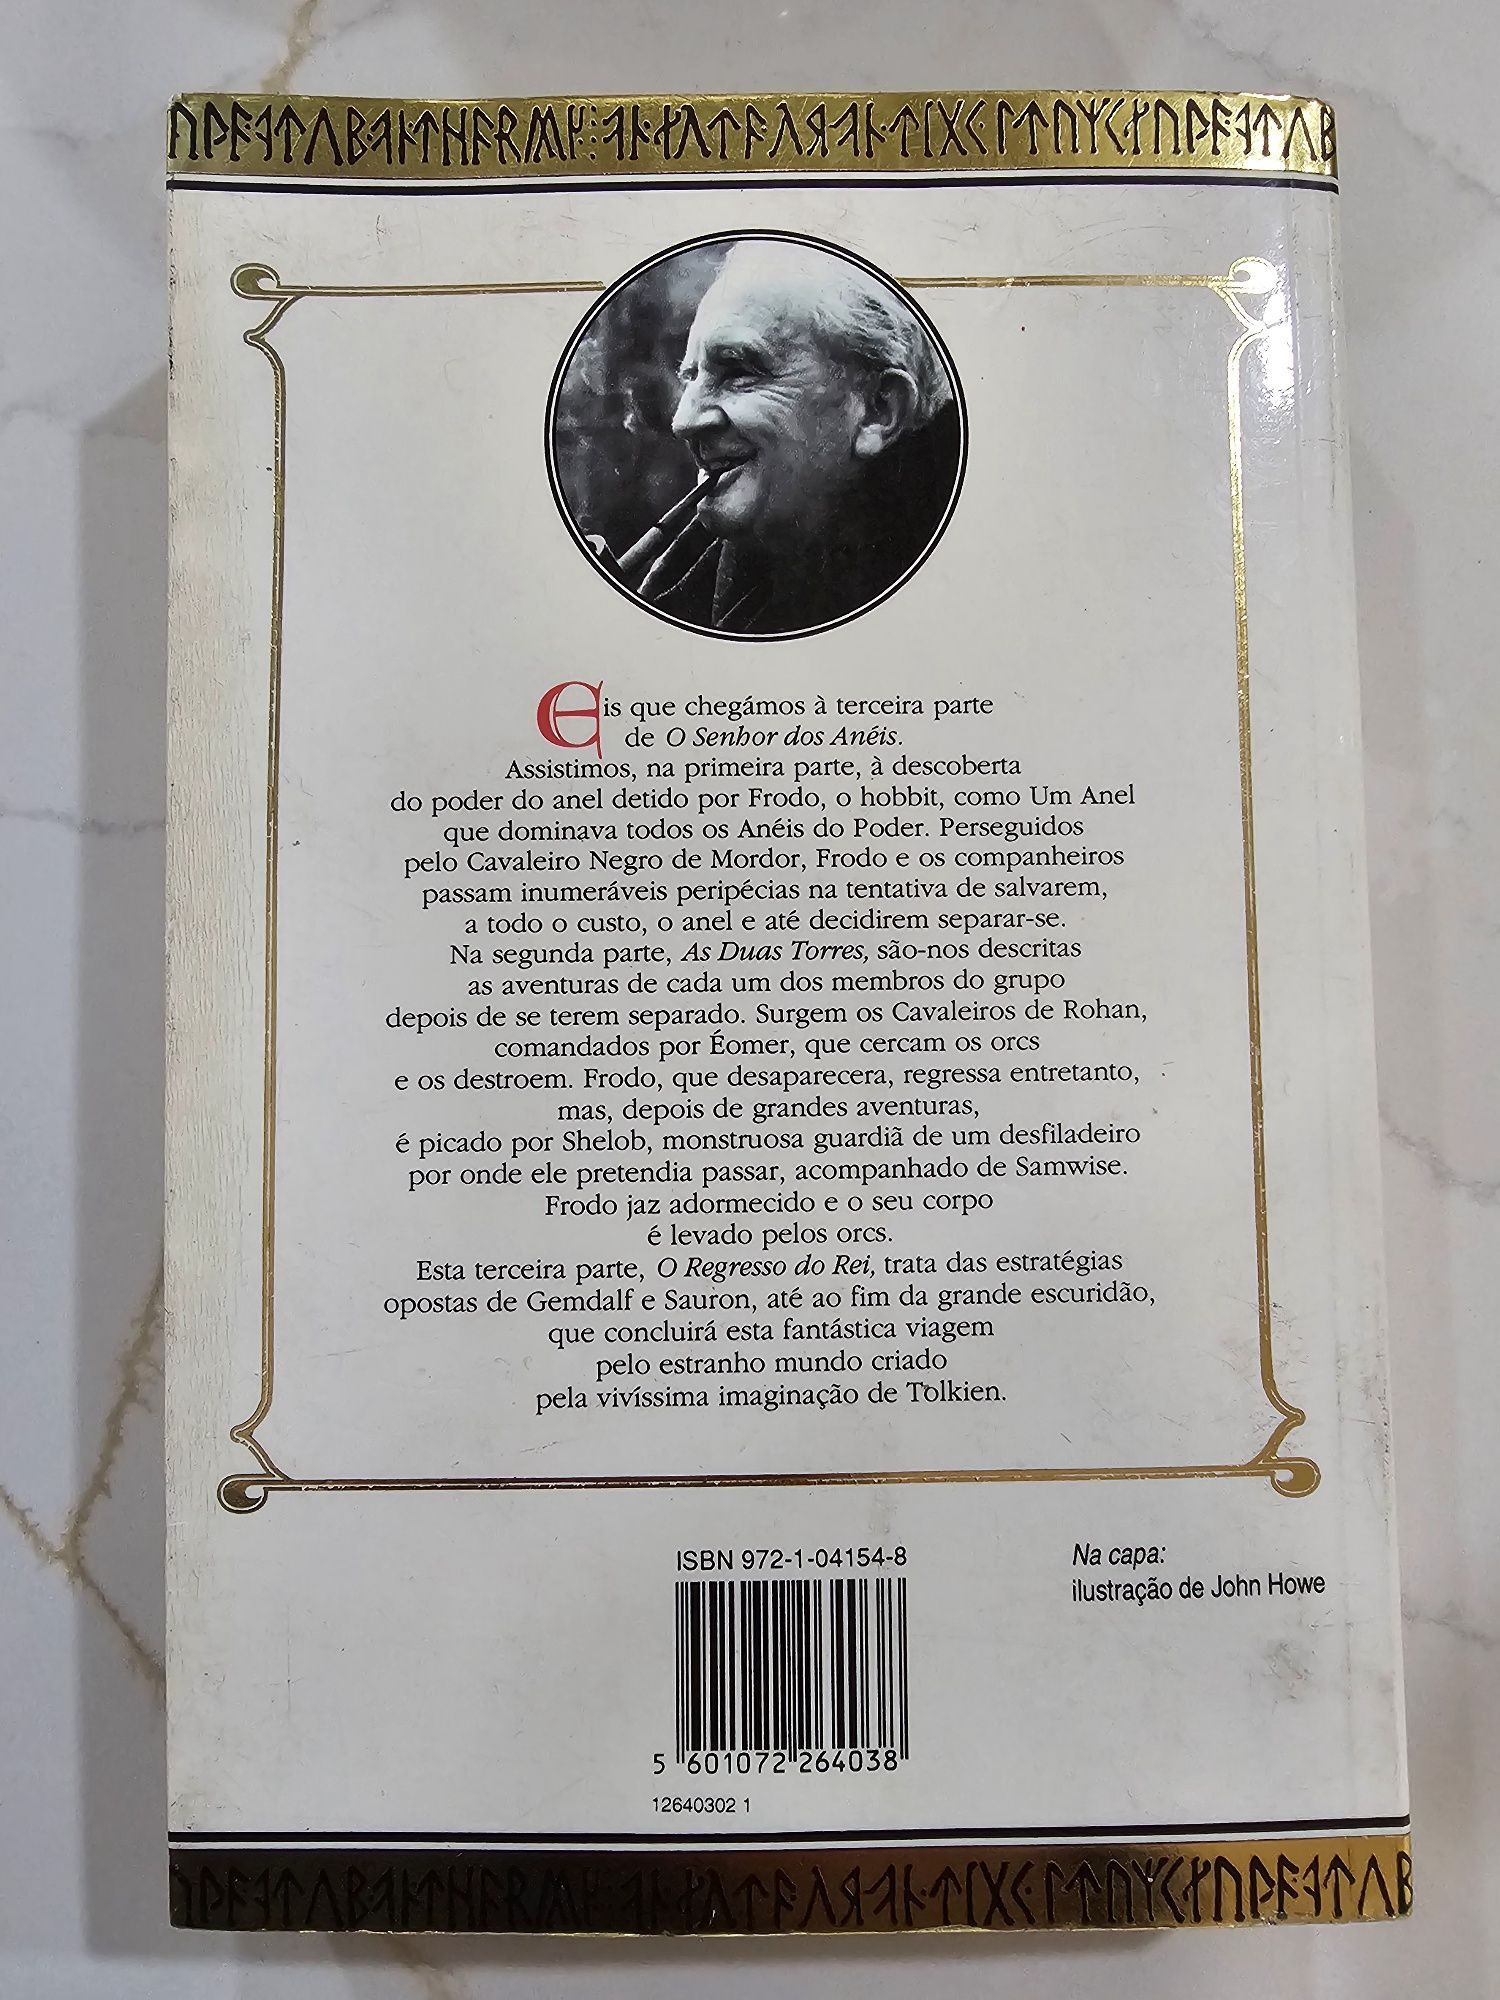 Eis que chegámos à terceira parte
de O Senhor dos Anéis.
Assistimos, na primeira parte, à descoberta
do poder do anel detido por Frodo, o hobbit, como Um Anel
que dominava todos os Anéis do Poder. Perseguidos
pelo Cavaleiro Negro de Mordor, Frodo e os companheiros
passam inumeráveis peripécias na tentativa de salvarem,
a todo o custo, o anel e até decidirem separar-se.
Na segunda parte, As Duas Torres, são-nos descritas
as aventuras de cada um dos membros do grupo
depois de se terem separado. Surgem os Cavaleiros de Rohan,
comandados por Éomer, que cercam os orcs
e os destroem. Frodo, que desaparecera, regressa entretanto,
mas, depois de grandes aventuras,
é picado por Shelob, monstruosa guardiã de um desfiladeiro
por onde ele pretendia passar, acompanhado de Samwise.
Frodo jaz adormecido e o seu corpo
é levado pelos orcs.
Esta terceira parte, O Regresso do Rei, trata das estratégias
opostas de Gemdalf e Sauron, até ao fim da grande escuridão,
que concluirá esta fantástica viagem
pelo estranho mundo criado
pela vivíssima imaginação de Tolkien.
ISBN 972-1-04154-8
5 601072 264038
12640302 1
Na capa:
ilustração de John Howe